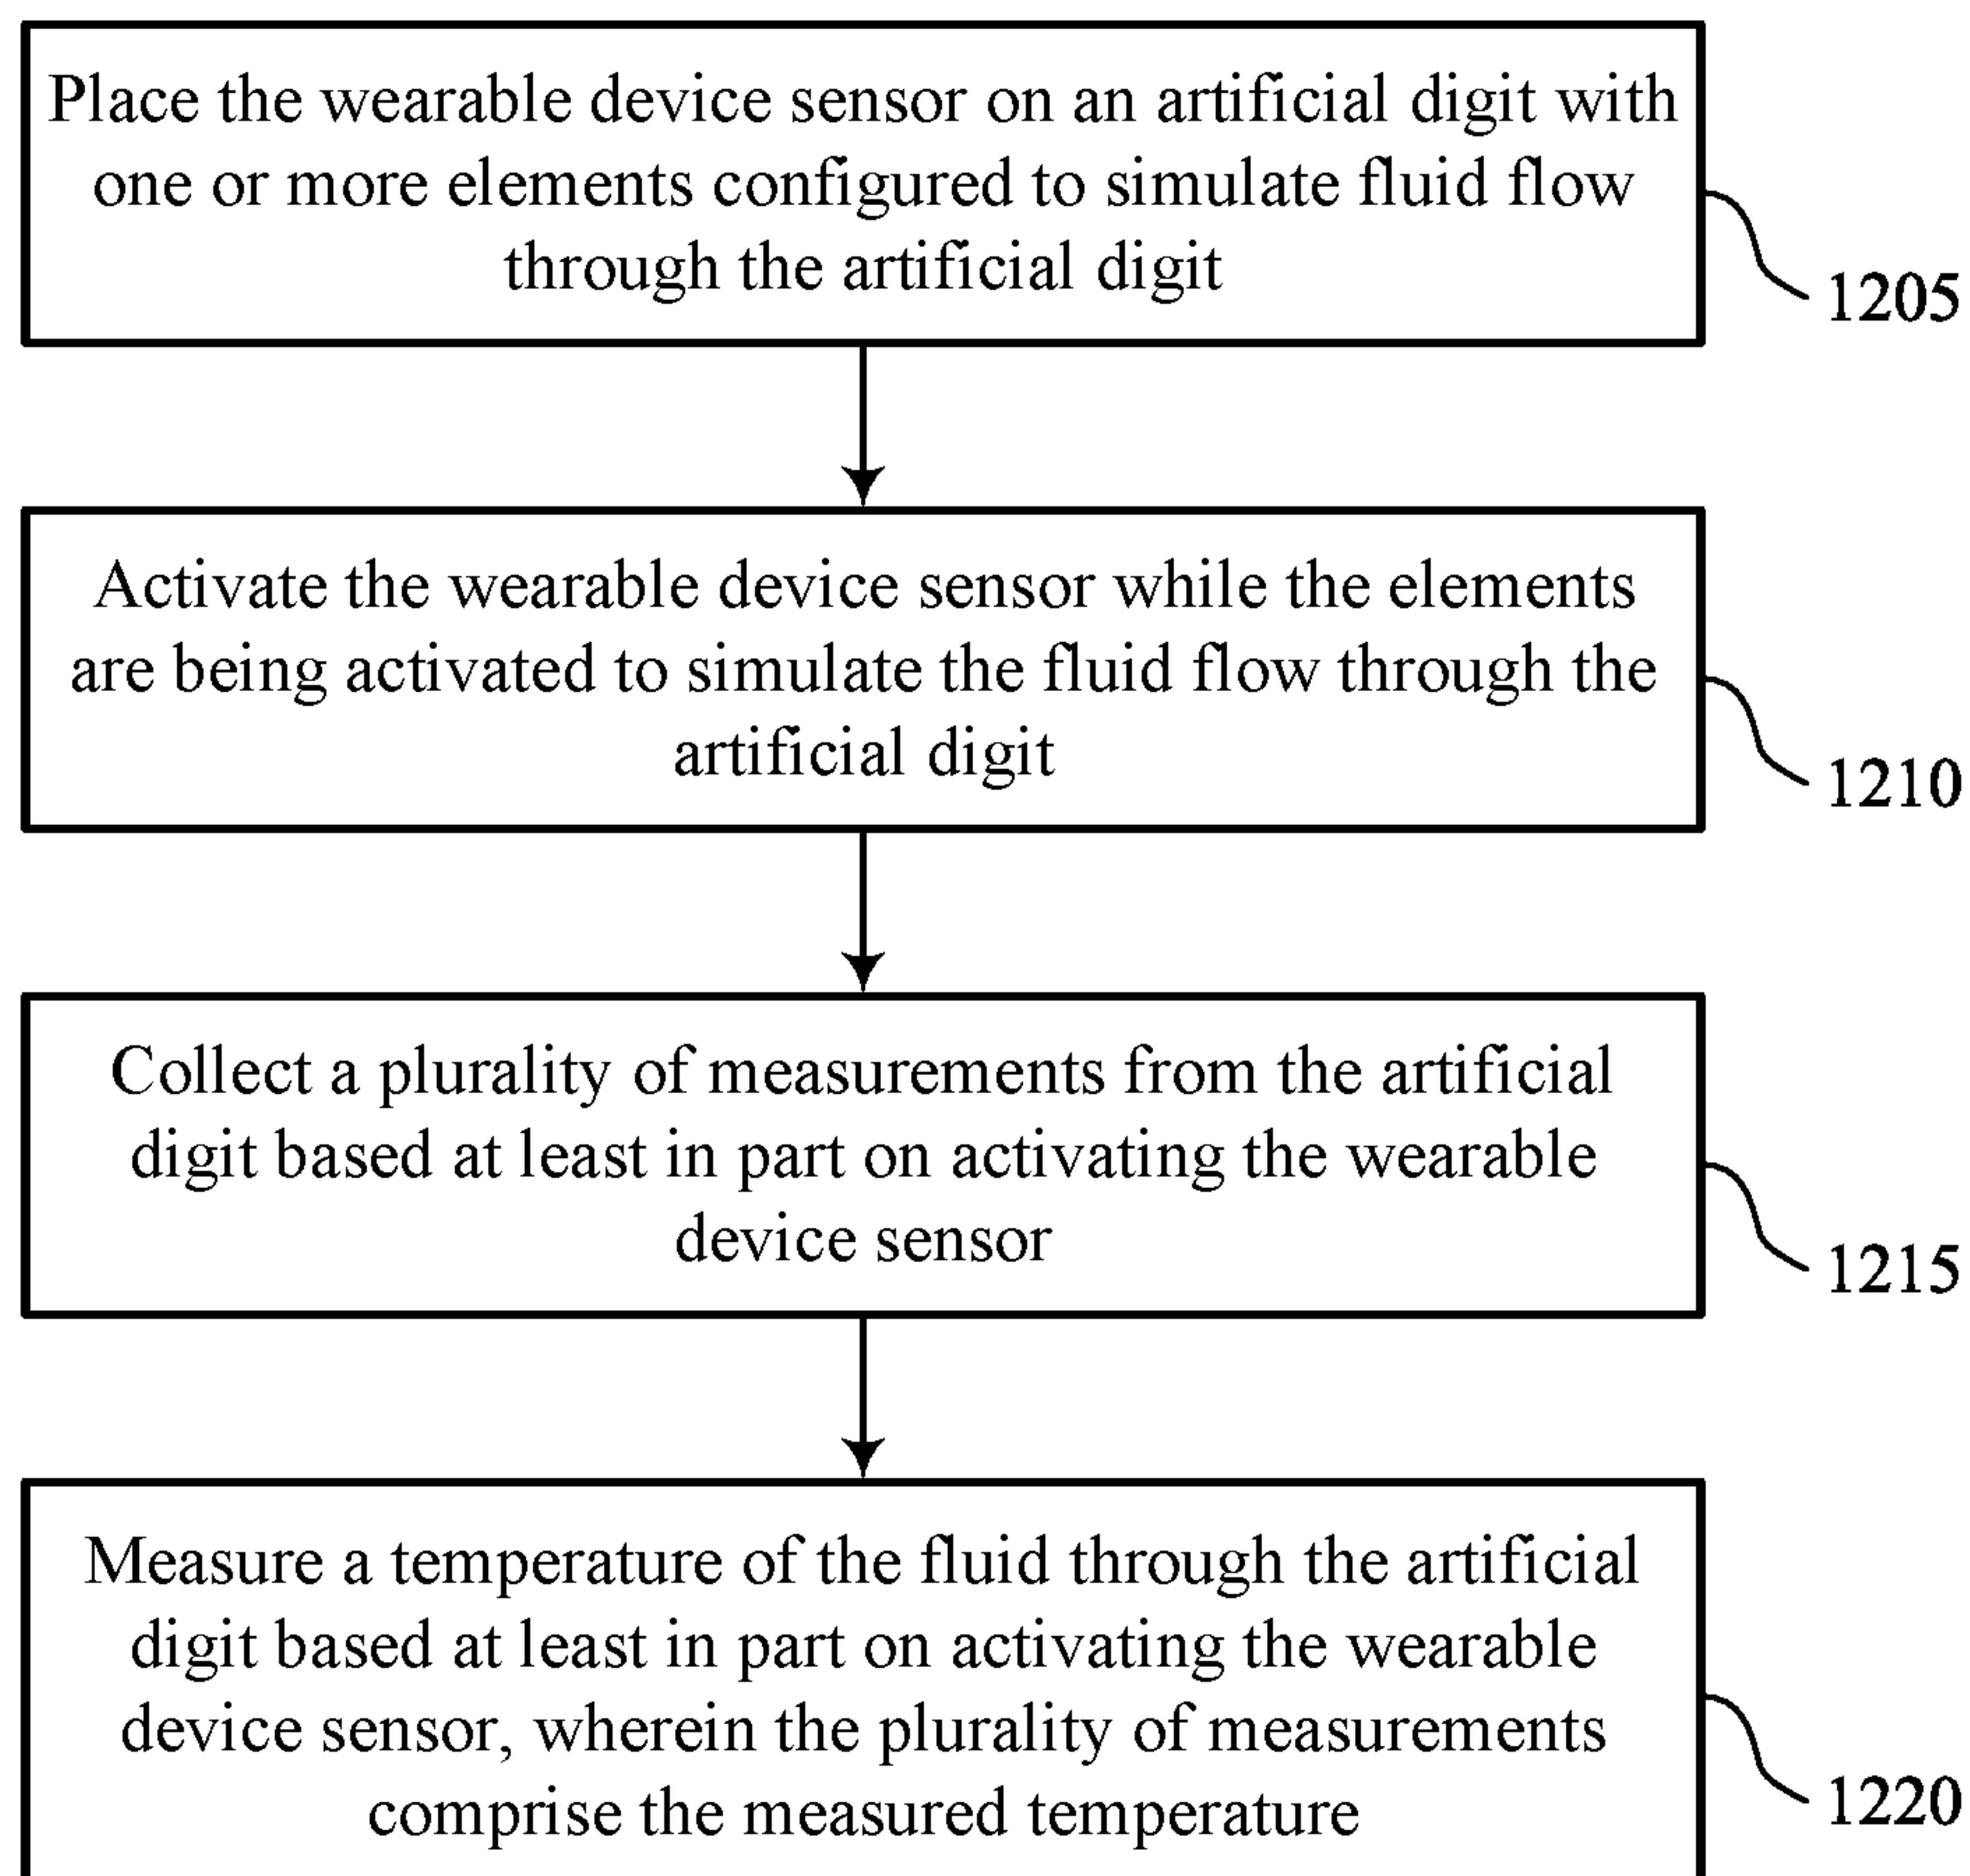 Place the wearable device sensor on an artificial digit with
one or more elements configured to simulate fluid flow
through the artificial digit
1205
Activate the wearable device sensor while the elements
are being activated to simulate the fluid flow through the
artificial digit
1210
Collect a plurality of measurements from the artificial
digit based at least in part on activating the wearable
device sensor
1215
Measure a temperature of the fluid through the artificial
digit based at least in part on activating the wearable
device sensor, wherein the plurality of measurements
comprise the measured temperature
1220